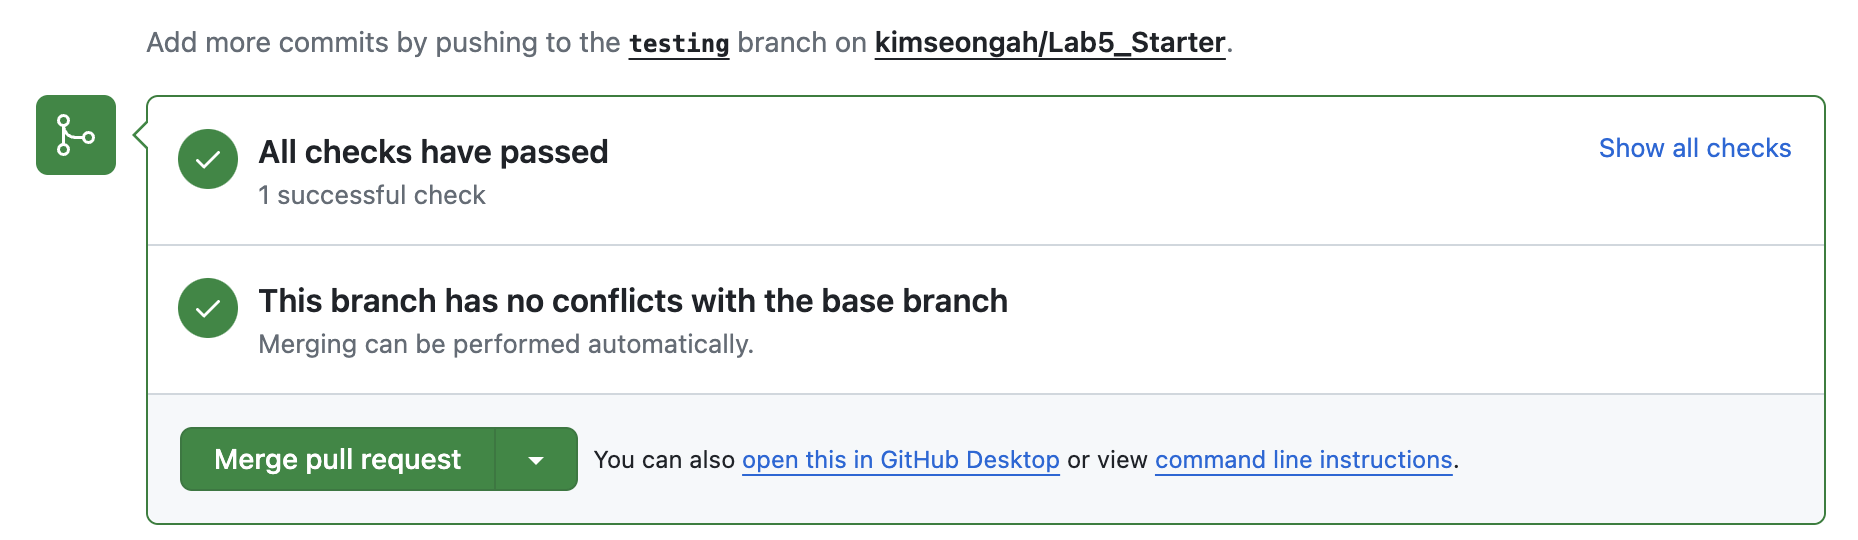 Add more commits by pushing to the testing branch on kimseongah/Lab5_Starter.
All checks have passed
Show all checks
1 successful check
This branch has no conflicts with the base branch
Merging can be performed automatically.
Merge pull request
You can also open this in GitHub Desktop or view command line instructions.